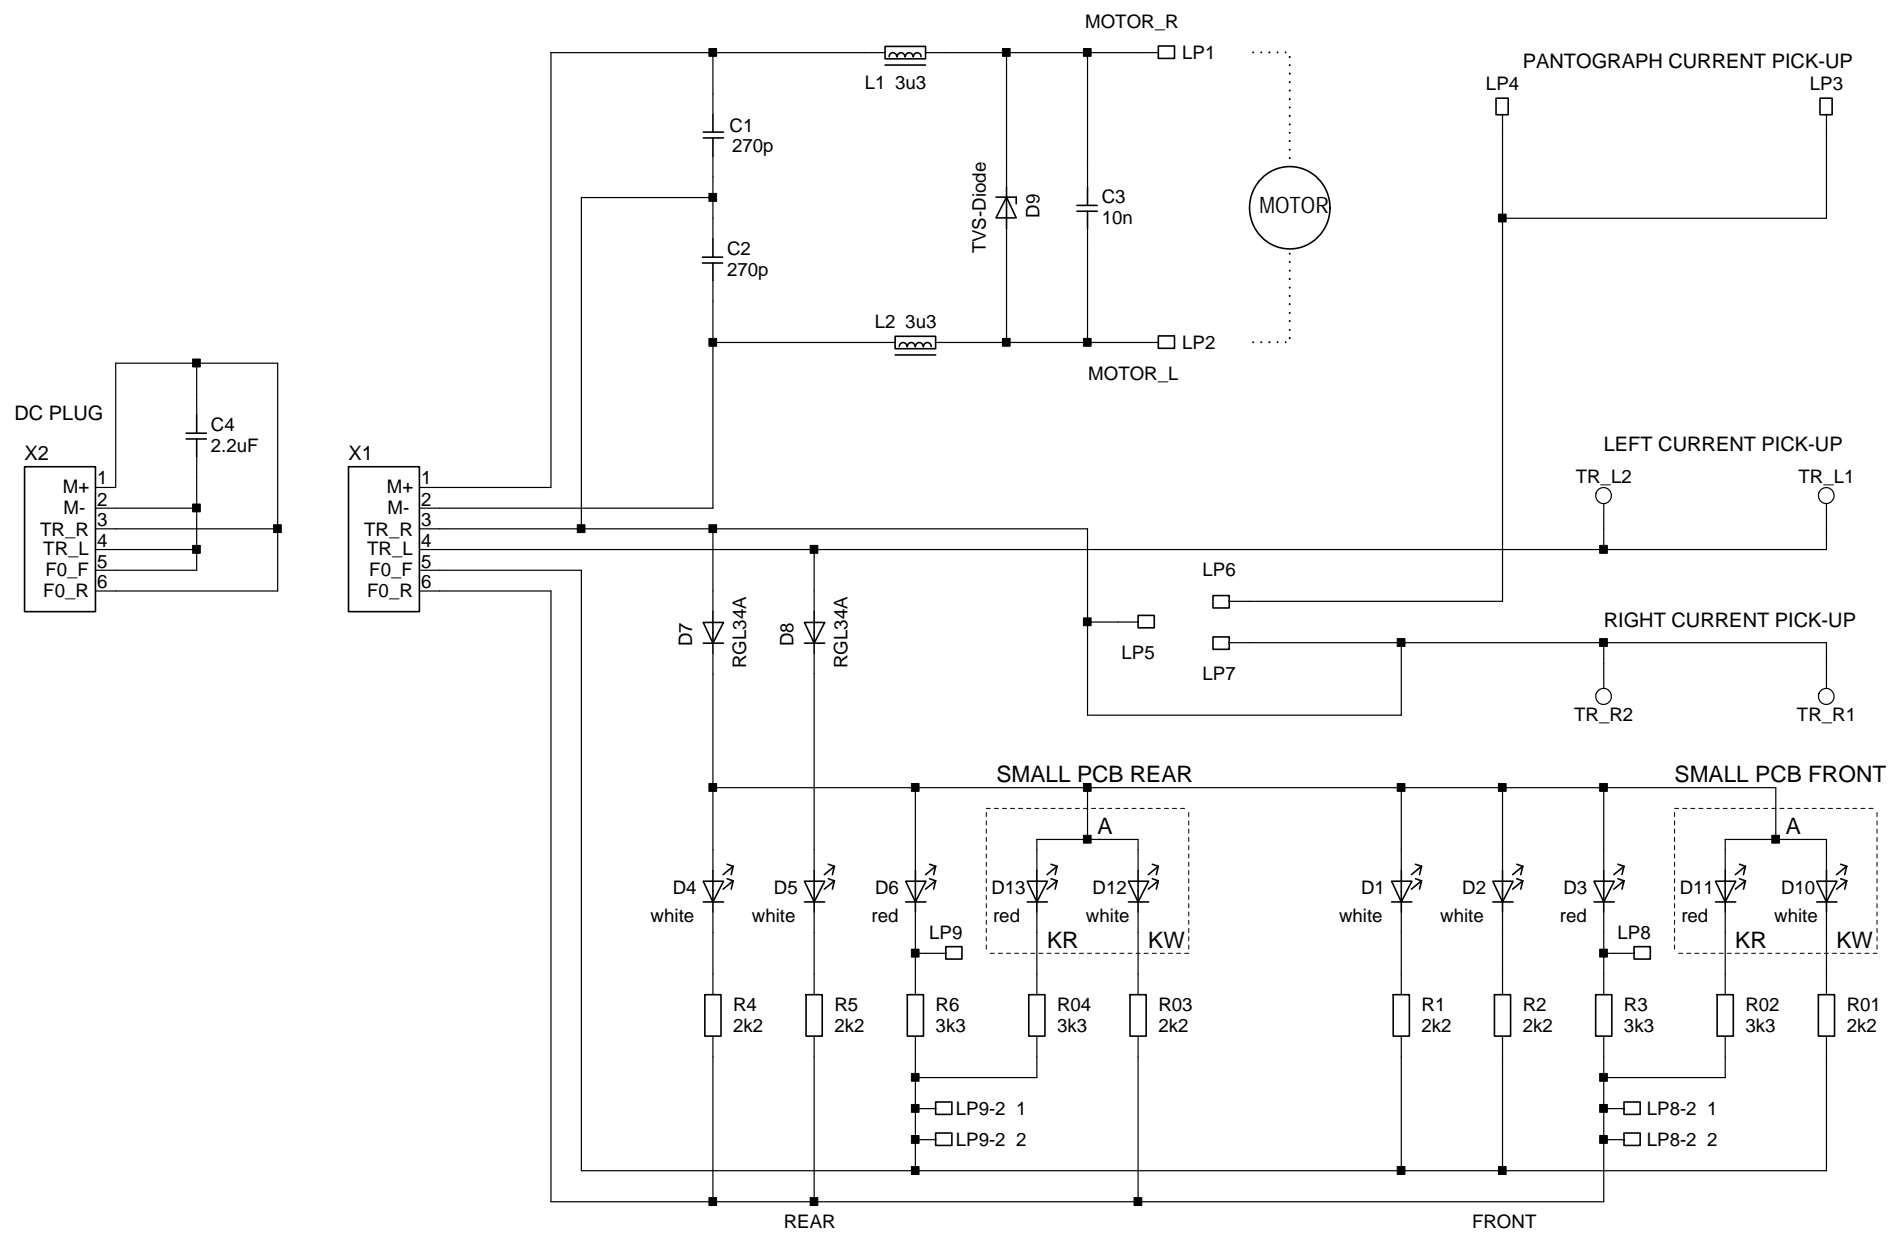 MOTOR_R
LP1
L1 3u3
PANTOGRAPH CURRENT PICK-UP
LP4
LP3
C1
270p
TVS-Diode
D9
C3
10n
MOTOR
C2
270p
L2 3u3
LP2
MOTOR_L
DC PLUG
C4
2.2uF
X2
M+ 1
M- 2
TR_R 3
TR_L 4
F0_F 5
F0_R 6
X1
M+ 1
M- 2
TR_R 3
TR_L 4
F0_F 5
F0_R 6
LEFT CURRENT PICK-UP
TR_L2
TR_L1
D7
RGL34A
D8
RGL34A
LP6
LP5
LP7
RIGHT CURRENT PICK-UP
TR_R2
TR_R1
SMALL PCB REAR
SMALL PCB FRONT
A
A
D4
white
D5
white
D6
red
D13
red
D12
white
D1
white
D2
white
D3
red
D11
red
D10
white
LP9
KR
KW
LP8
KR
KW
R4
2k2
R5
2k2
R6
3k3
R04
3k3
R03
2k2
R1
2k2
R2
2k2
R3
3k3
R02
3k3
R01
2k2
LP9-2 1
LP9-2 2
LP8-2 1
LP8-2 2
REAR
FRONT